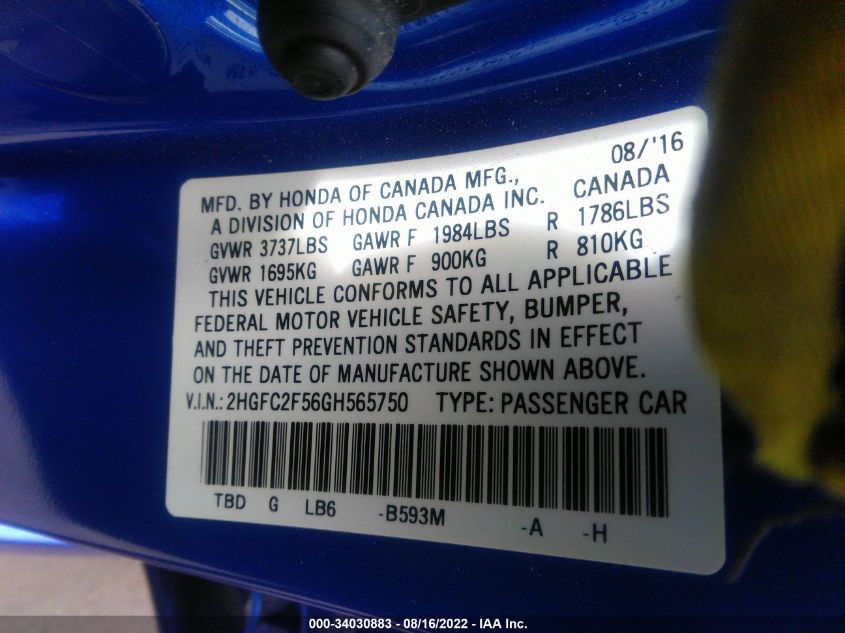 08/'16
MFD. BY HONDA OF CANADA MFG., CANADA
A DIVISION OF HONDA CANADA INC.
GVWR 3737LBS GAWR F 1984LBS R 1786LBS
GVWR 1695KG GAWR F 900KG R 810KG
THIS VEHICLE CONFORMS TO ALL APPLICABLE
FEDERAL MOTOR VEHICLE SAFETY, BUMPER,
AND THEFT PREVENTION STANDARDS IN EFFECT
ON THE DATE OF MANUFACTURE SHOWN ABOVE.
V.I.N.: 2HGFC2F56GH565750 TYPE: PASSENGER CAR
TBD G LB6 -B593M -A -H
000-34030883 - 08/16/2022 - IAA Inc.